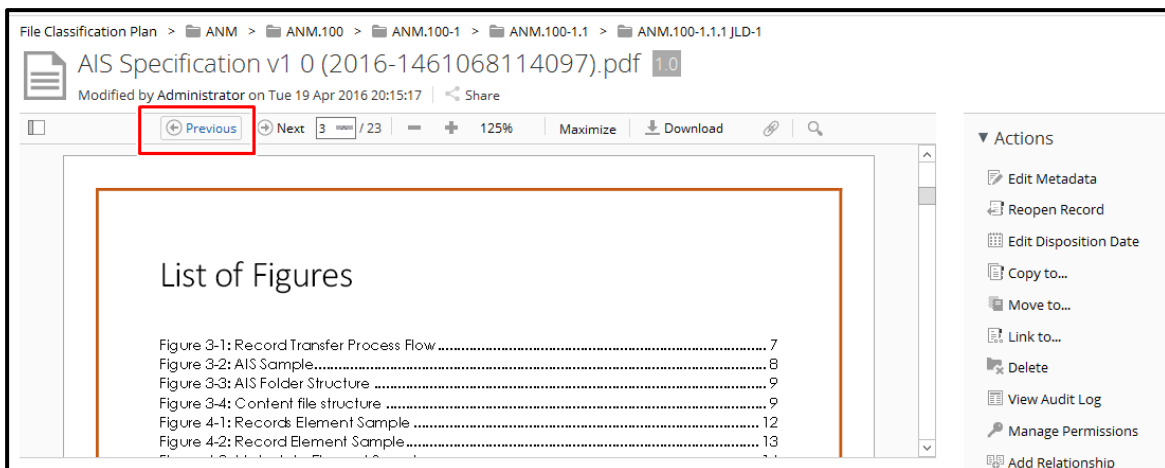 File Classification Plan > ANM > ANM.100 > ANM.100-1 > ANM.100-1.1 > ANM.100-1.1.1 JLD-1
AIS Specification v1 0 (2016-1461068114097).pdf 1.0
Modified by Administrator on Tue 19 Apr 2016 20:15:17 Share
Previous Next 3 / 23 125% Maximize Download
List of Figures
Figure 3-1: Record Transfer Process Flow 7
Figure 3-2: AIS Sample 8
Figure 3-3: AIS Folder Structure 9
Figure 3-4: Content file structure 9
Figure 4-1: Records Element Sample 12
Figure 4-2: Record Element Sample 13
Actions
Edit Metadata
Reopen Record
Edit Disposition Date
Copy to...
Move to...
Link to...
Delete
View Audit Log
Manage Permissions
Add Relationship